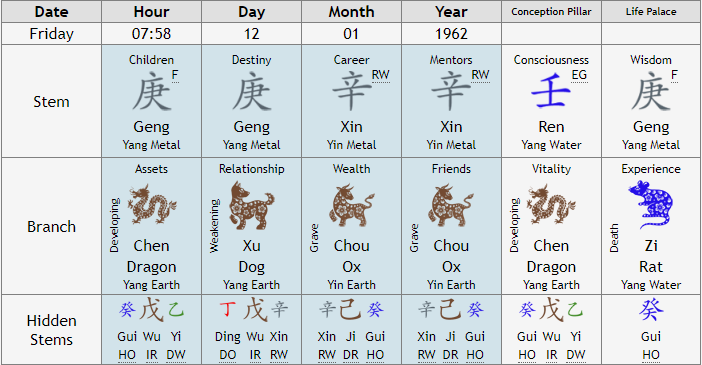 Date Hour Day Month Year Conception Pillar Life Palace
Friday 07:58 12 01 1962
Children Destiny Career Mentors Consciousness Wisdom
F RW RW EG F
Stem 庚 庚 辛 辛 壬 庚
Geng Geng Xin Xin Ren Geng
Yang Metal Yang Metal Yin Metal Yin Metal Yang Water Yang Metal
Assets Relationship Wealth Friends Vitality Experience
Developing Weakening Grave Grave Developing Death
Branch
Chen Xu Chou Chou Chen Zi
Dragon Dog Ox Ox Dragon Rat
Yang Earth Yang Earth Yin Earth Yin Earth Yang Earth Yang Water
Hidden Stems
癸 戊 乙 丁 戊 辛 辛 己 癸 辛 己 癸 癸 戊 乙 癸
Gui Wu Yi Ding Wu Xin Xin Ji Gui Xin Ji Gui Gui Wu Yi Gui
HO IR DW DO IR RW RW DR HO RW DR HO HO IR DW HO